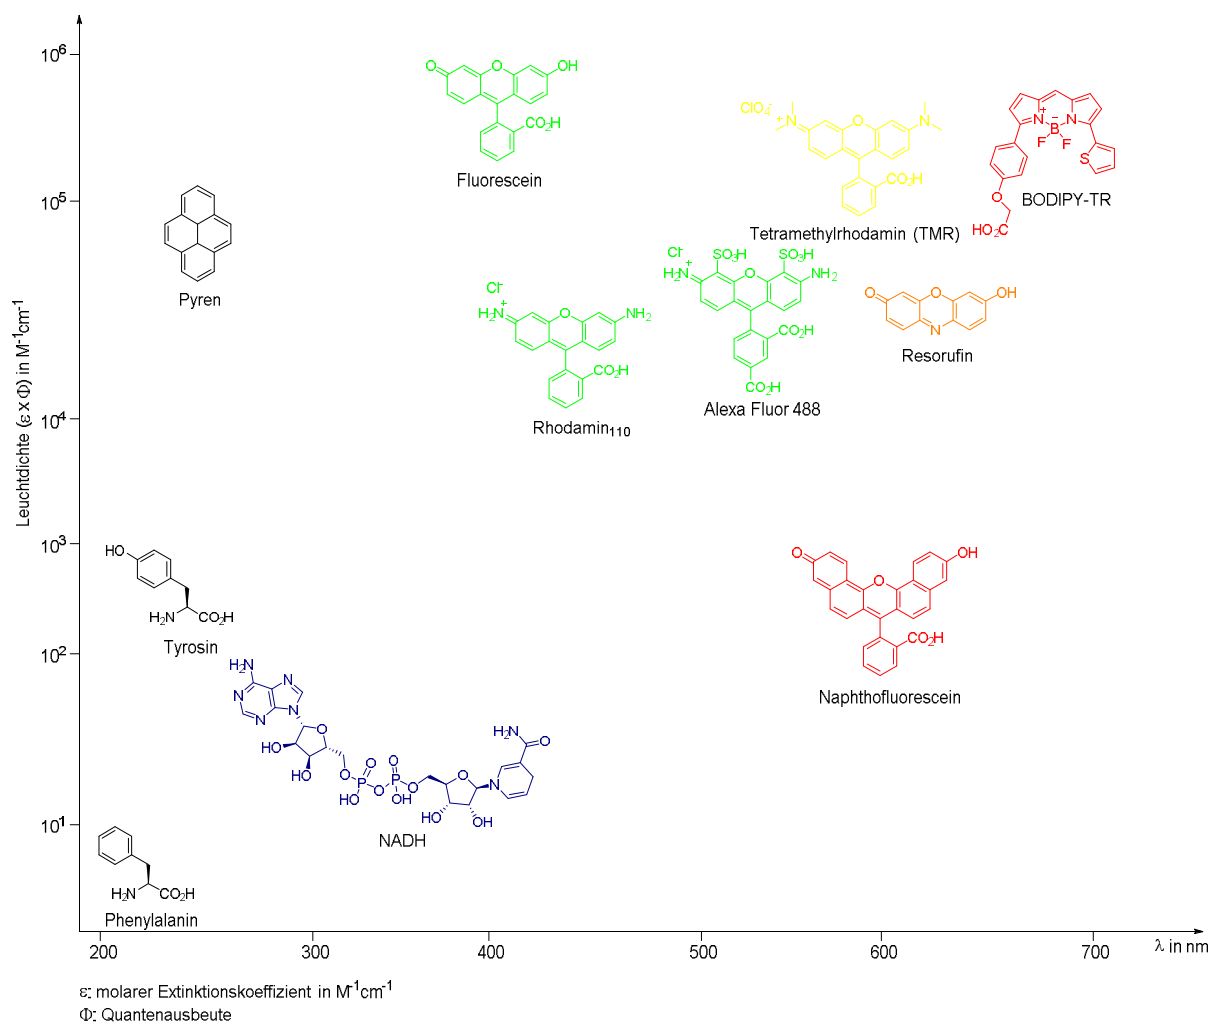 10⁶
10⁵
10⁴
10³
10²
10¹
Leuchtdichte (ε x Φ) in M⁻¹cm⁻¹
O
O
OH
CO₂H
Fluorescein
ClO₄⁻
N⁺
O
N
CO₂H
Tetramethylrhodamin (TMR)
N⁺
N
B⁻
F
F
S
O
HO₂C
BODIPY-TR
Pyren
Cl⁻
H₂N⁺
O
NH₂
CO₂H
Rhodamin₁₁₀
Cl⁻
SO₃H
SO₃H
H₂N⁺
O
NH₂
CO₂H
CO₂H
Alexa Fluor 488
O
O
OH
N
Resorufin
HO
H₂N
CO₂H
Tyrosin
O
O
OH
CO₂H
Naphthofluorescein
H₂N
N
N
N
N
O
HO
HO
O
O
P
HO
O
O
P
OH
O
O
HO
OH
N
H₂N
O
NADH
H₂N
CO₂H
Phenylalanin
200
300
400
500
600
700
λ in nm
ε: molarer Extinktionskoeffizient in M⁻¹cm⁻¹
Φ: Quantenausbeute